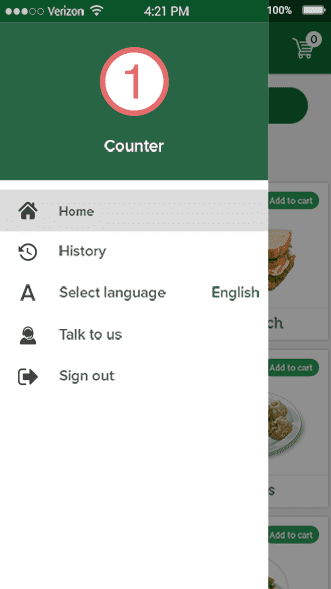 Verizon 4:21 PM 100%
0
1
Counter
Add to cart
Home
History
Select language English
ch
Add to cart
Talk to us
Sign out
s
Add to cart